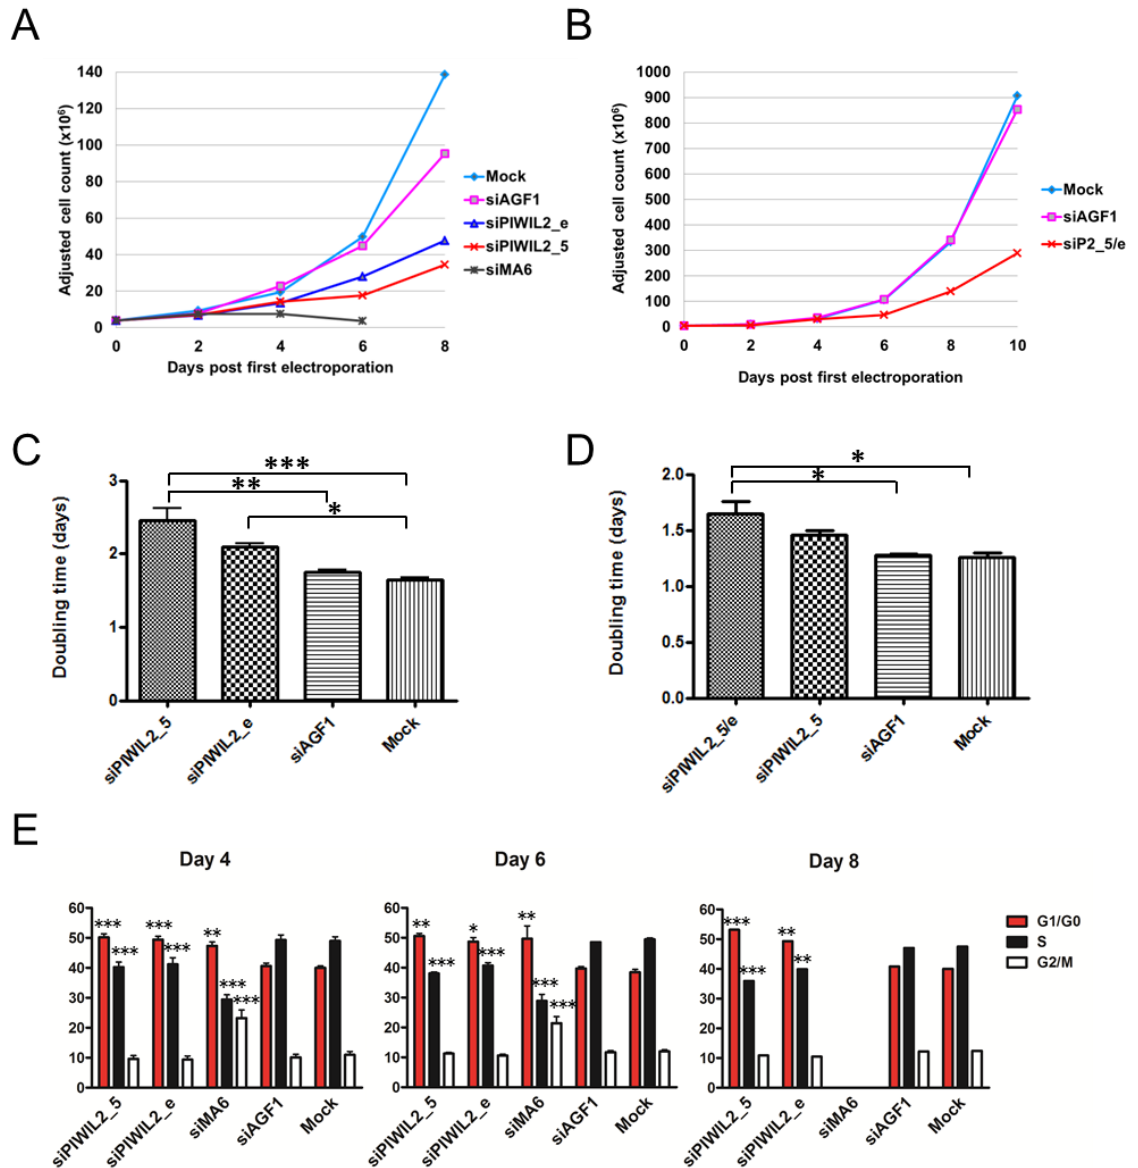 A
B
140
120
100
80
60
40
20
0
0 2 4 6 8
Adjusted cell count (x10⁶)
Days post first electroporation
Mock
siAGF1
siPIWIL2_e
siPIWIL2_5
siMA6
1000
900
800
700
600
500
400
300
200
100
0
0 2 4 6 8 10
Adjusted cell count (x10⁶)
Days post first electroporation
Mock
siAGF1
siP2_5/e
C
***
**
*
3
2
1
0
Doubling time (days)
siPIWIL2_5
siPIWIL2_e
siAGF1
Mock
D
*
*
2.0
1.5
1.0
0.5
0.0
Doubling time (days)
siPIWIL2_5/e
siPIWIL2_5
siAGF1
Mock
E
Day 4
60
50
40
30
20
10
0
*** *** *** *** ** *** ***
siPIWIL2_5
siPIWIL2_e
siMA6
siAGF1
Mock
Day 6
60
50
40
30
20
10
0
** *** * *** ** *** ***
siPIWIL2_5
siPIWIL2_e
siMA6
siAGF1
Mock
Day 8
60
50
40
30
20
10
0
*** *** ** **
siPIWIL2_5
siPIWIL2_e
siMA6
siAGF1
Mock
G1/G0
S
G2/M